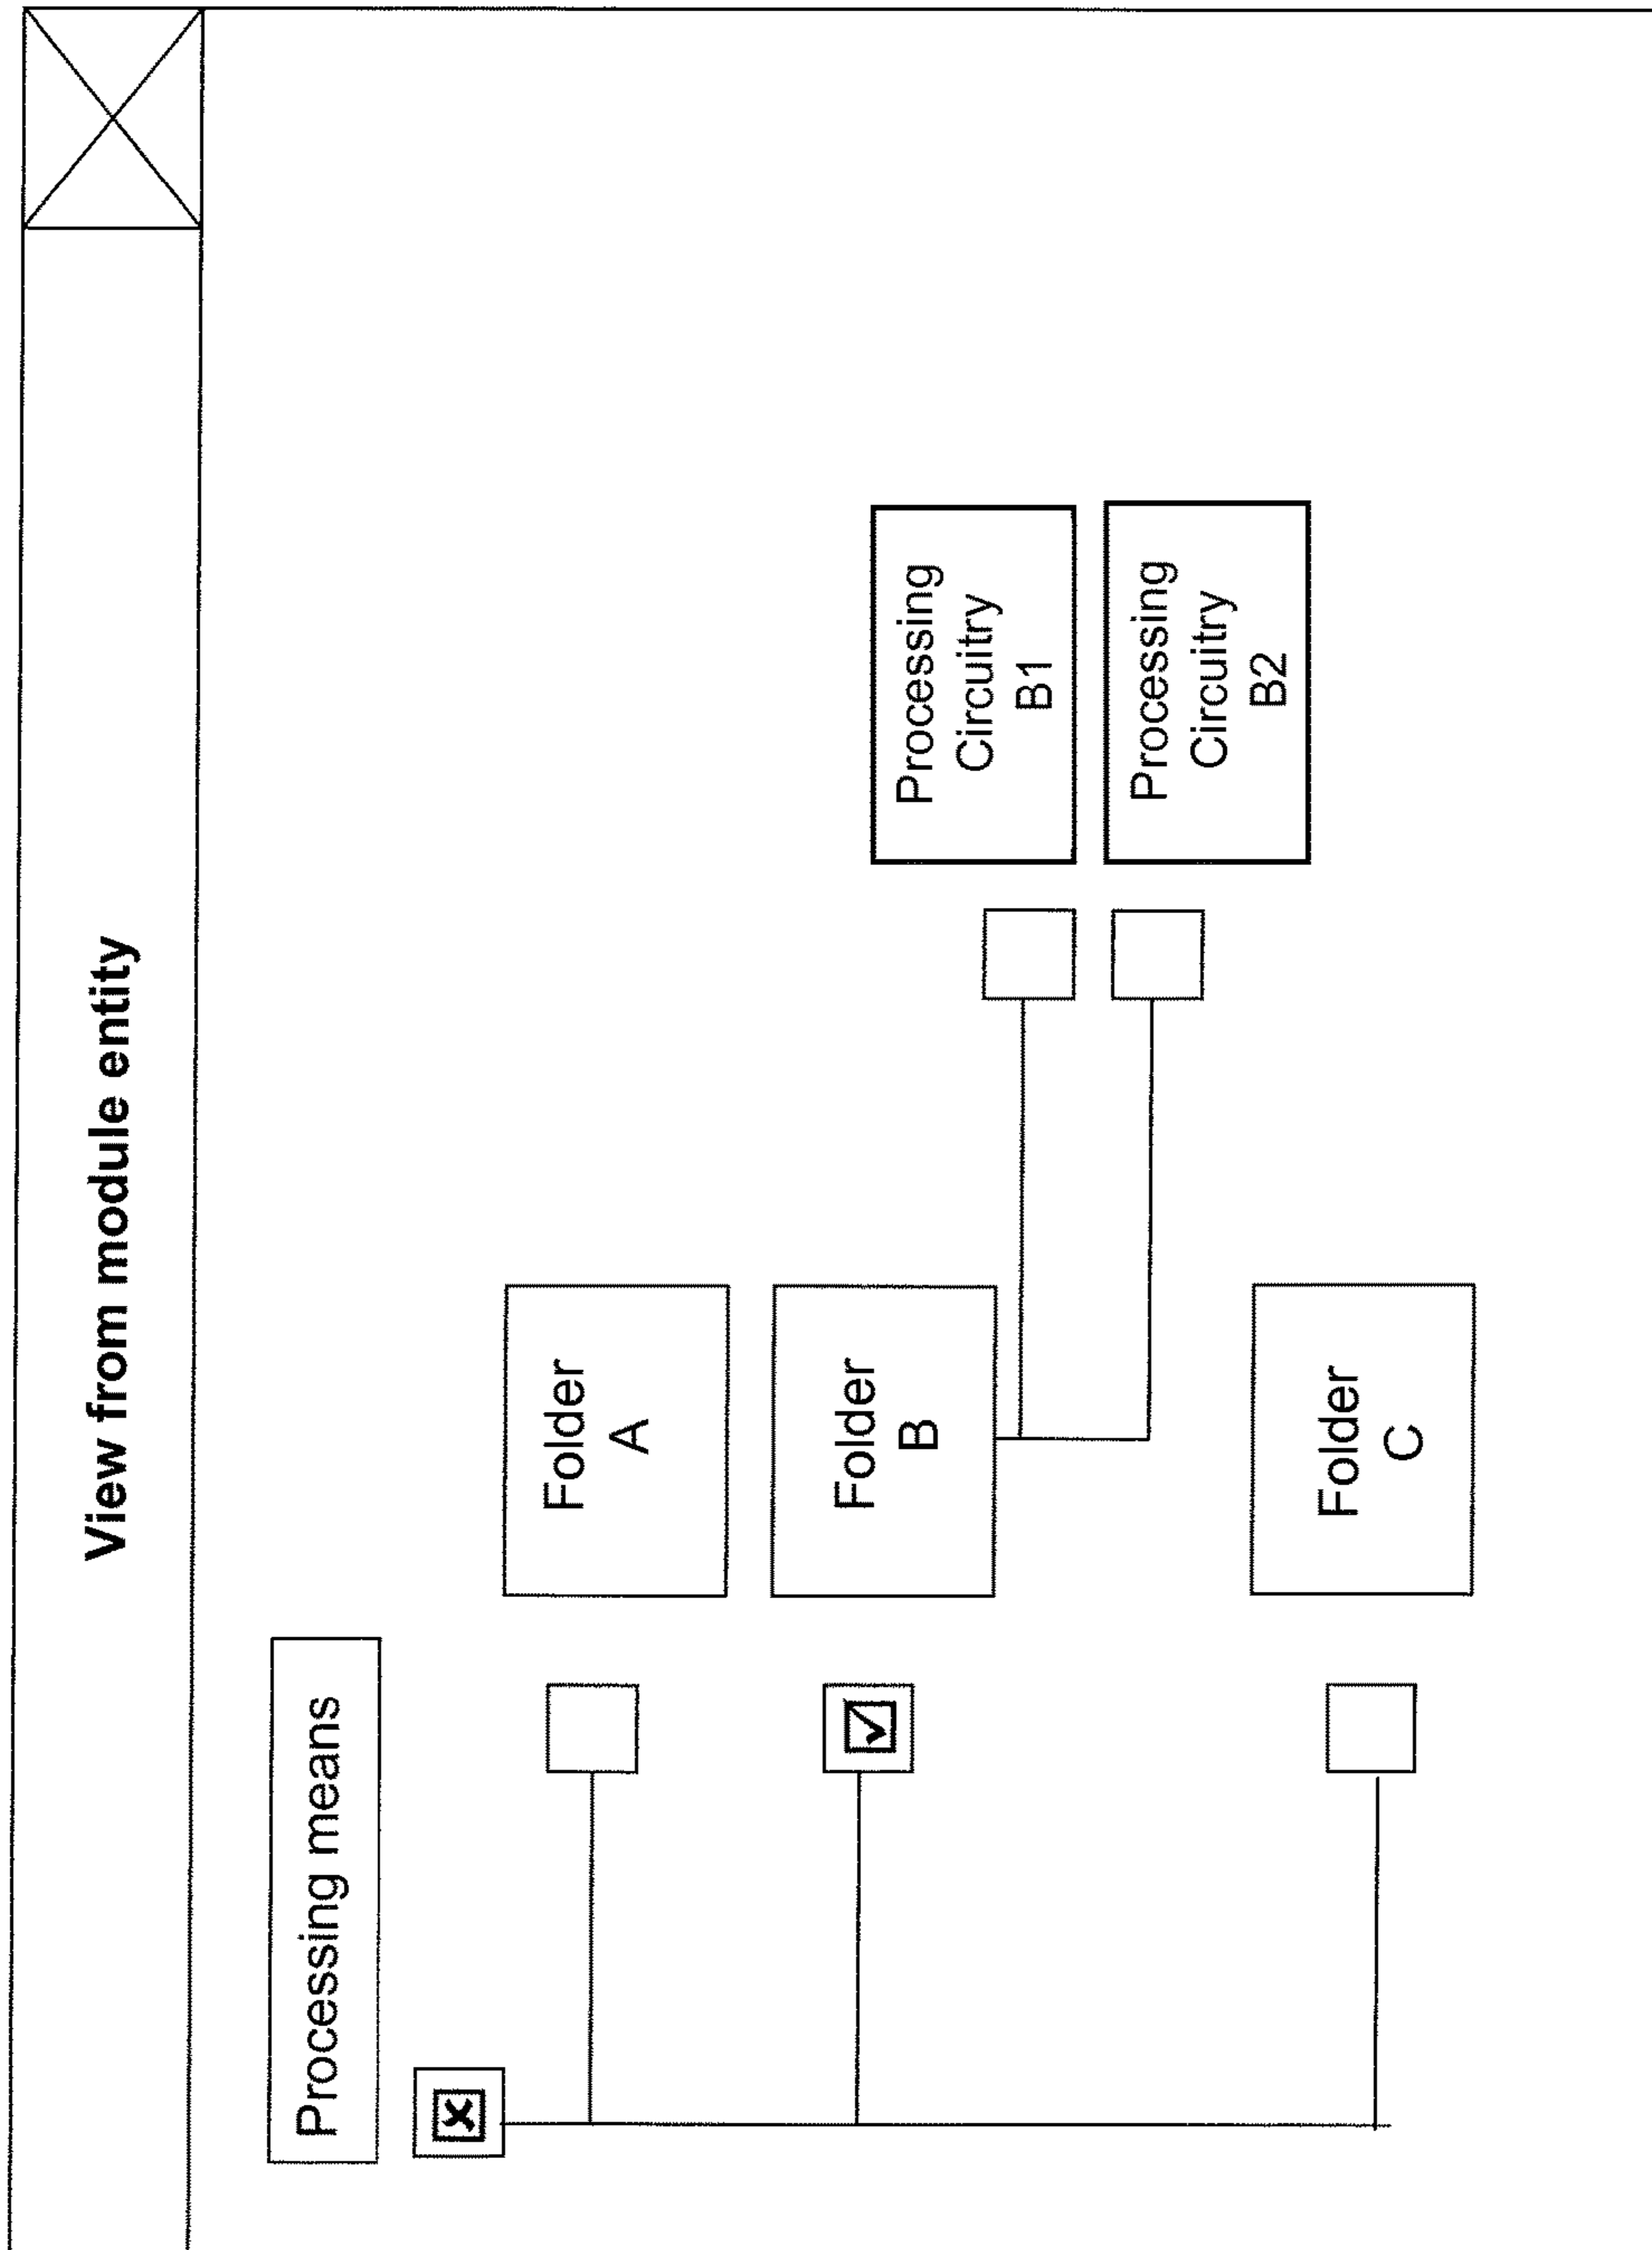 View from module entity
Processing means
Folder
A
Folder
B
Processing
Circuitry
B1
Processing
Circuitry
B2
Folder
C